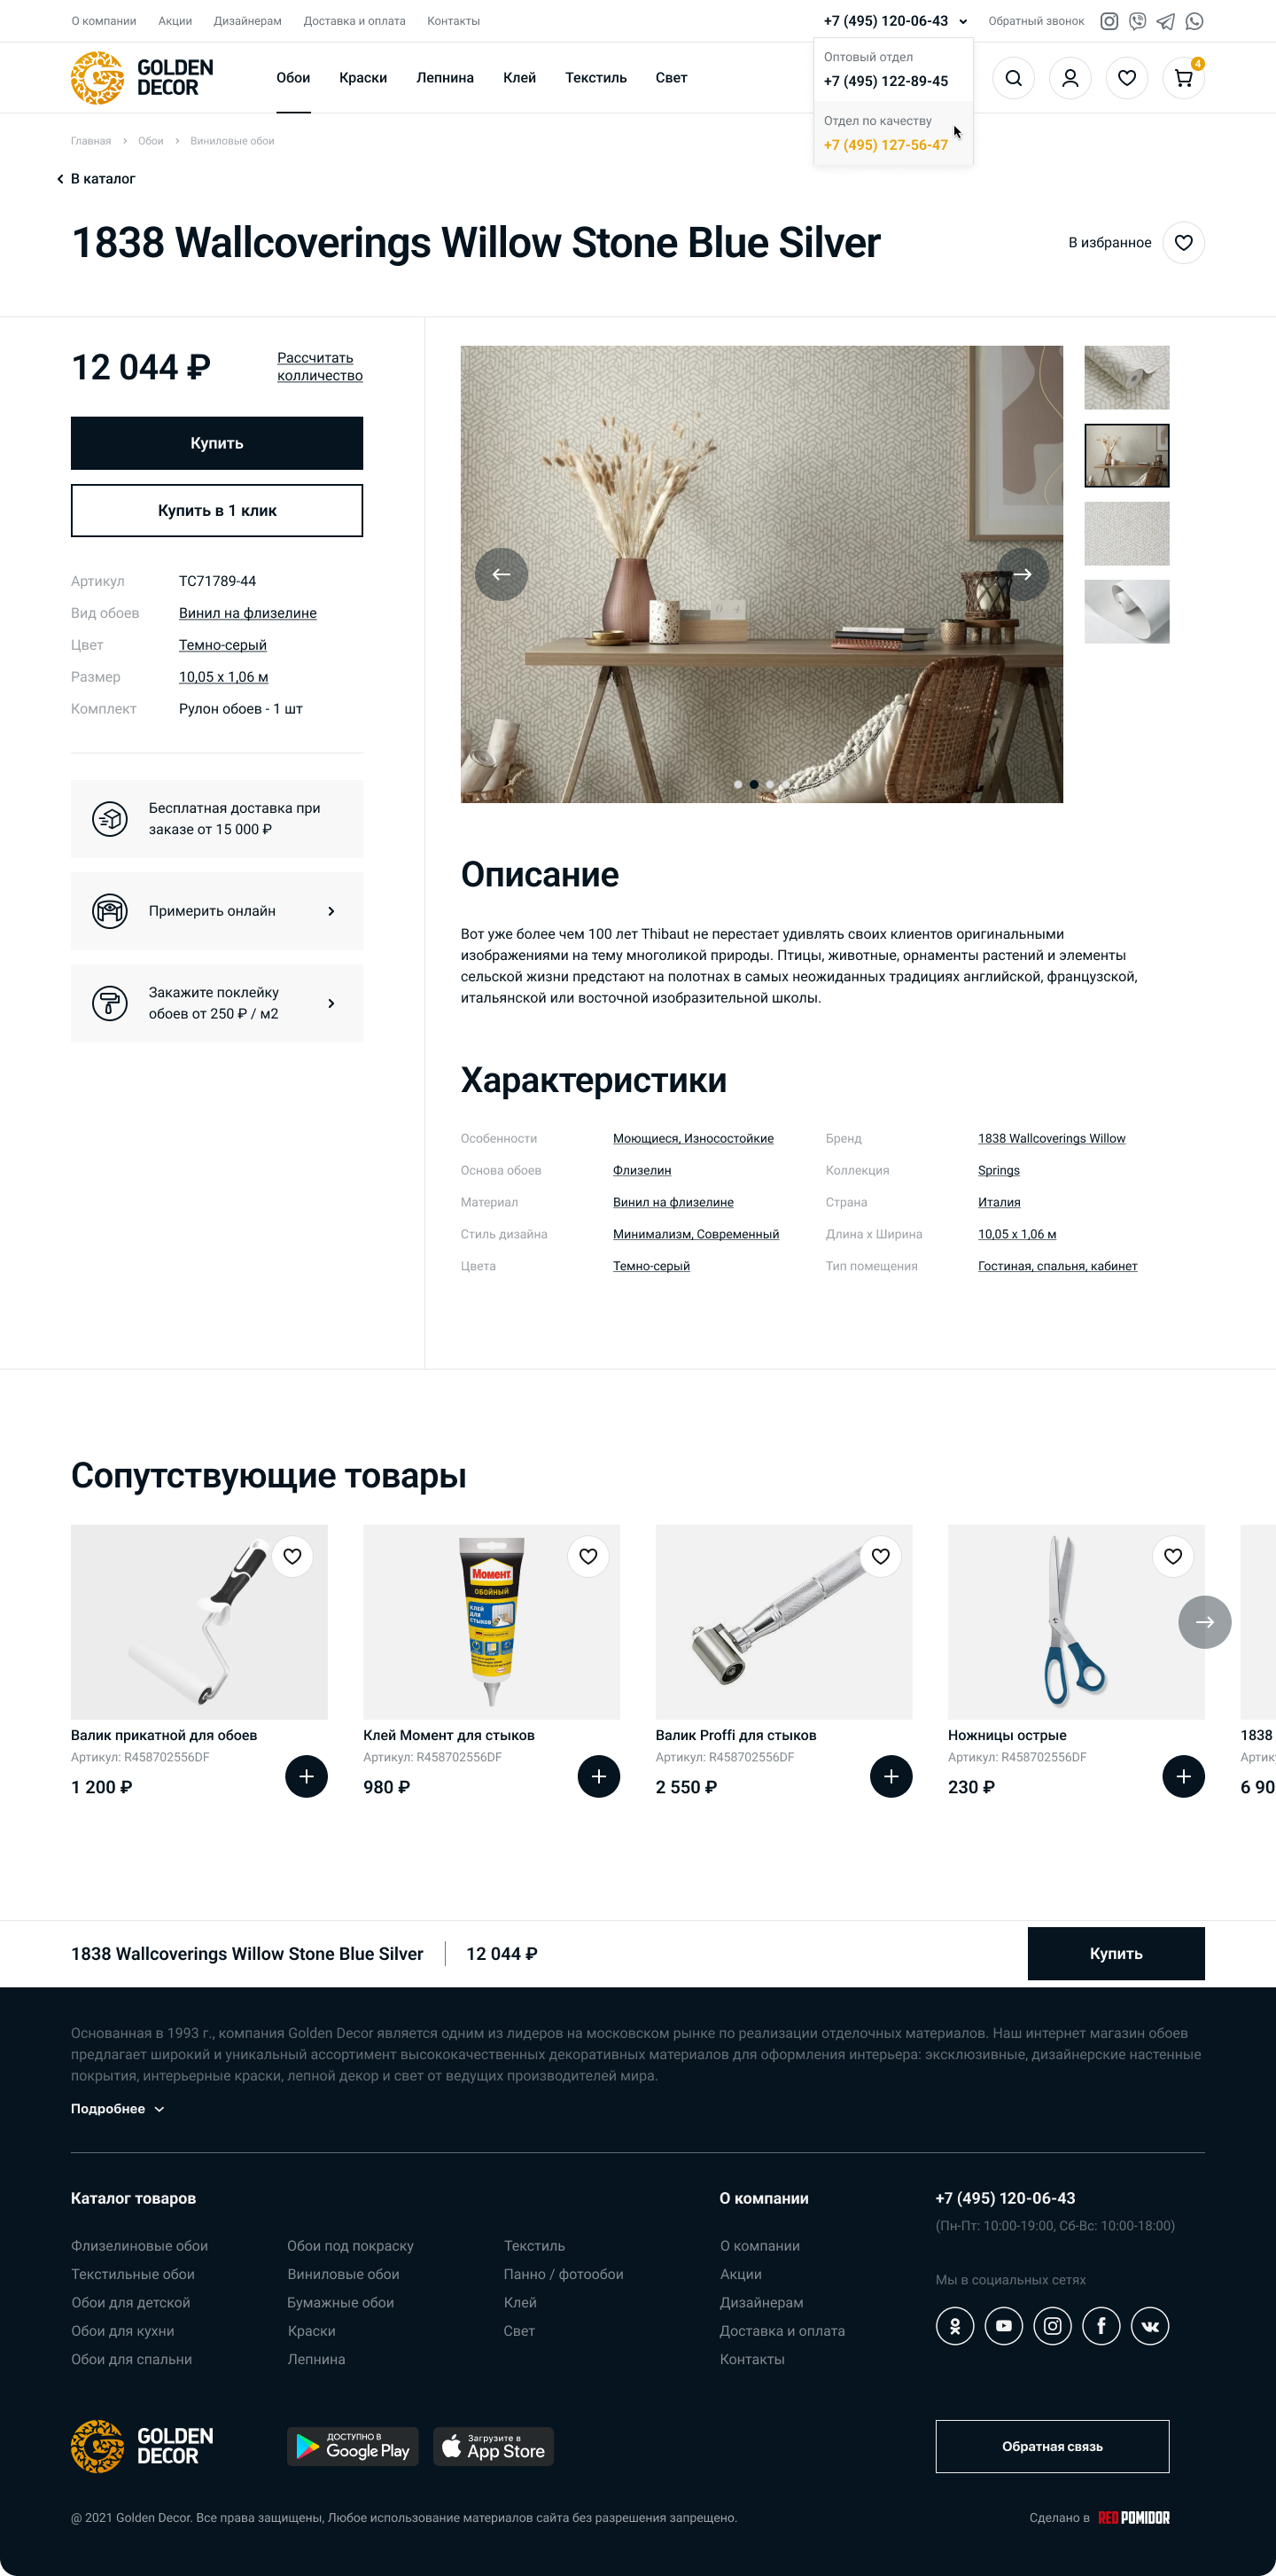 О компании Акции Дизайнерам Доставка и оплата Контакты +7 (495) 120-06-43 Обратный звонок
GOLDEN
DECOR
Обои Краски Лепнина Клей Текстиль Свет
Оптовый отдел
+7 (495) 122-89-45
Отдел по качеству
+7 (495) 127-56-47
4
Главная Обои Виниловые обои
В каталог
1838 Wallcoverings Willow Stone Blue Silver
В избранное
12 044 ₽
Рассчитать
колличество
Купить
Купить в 1 клик
Артикул TC71789-44
Вид обоев Винил на флизелине
Цвет Темно-серый
Размер 10,05 x 1,06 м
Комплект Рулон обоев - 1 шт
Бесплатная доставка при
заказе от 15 000 ₽
Примерить онлайн
Закажите поклейку
обоев от 250 ₽ / м2
Описание
Вот уже более чем 100 лет Thibaut не перестает удивлять своих клиентов оригинальными
изображениями на тему многоликой природы. Птицы, животные, орнаменты растений и элементы
сельской жизни предстают на полотнах в самых неожиданных традициях английской, французской,
итальянской или восточной изобразительной школы.
Характеристики
Особенности Моющиеся, Износостойкие Бренд 1838 Wallcoverings Willow
Основа обоев Флизелин Коллекция Springs
Материал Винил на флизелине Страна Италия
Стиль дизайна Минимализм, Современный Длина х Ширина 10,05 x 1,06 м
Цвета Темно-серый Тип помещения Гостиная, спальня, кабинет
Сопутствующие товары
Момент
ОБОЙНЫЙ
КЛЕЙ
ДЛЯ
СТЫКОВ
Валик прикатной для обоев
Артикул: R458702556DF
1 200 ₽
Клей Момент для стыков
Артикул: R458702556DF
980 ₽
Валик Proffi для стыков
Артикул: R458702556DF
2 550 ₽
Ножницы острые
Артикул: R458702556DF
230 ₽
1838
Артику
6 90
1838 Wallcoverings Willow Stone Blue Silver 12 044 ₽ Купить
Основанная в 1993 г., компания Golden Decor является одним из лидеров на московском рынке по реализации отделочных материалов. Наш интернет магазин обоев
предлагает широкий и уникальный ассортимент высококачественных декоративных материалов для оформления интерьера: эксклюзивные, дизайнерские настенные
покрытия, интерьерные краски, лепной декор и свет от ведущих производителей мира.
Подробнее
Каталог товаров
Флизелиновые обои
Текстильные обои
Обои для детской
Обои для кухни
Обои для спальни
Обои под покраску
Виниловые обои
Бумажные обои
Краски
Лепнина
Текстиль
Панно / фотообои
Клей
Свет
О компании
О компании
Акции
Дизайнерам
Доставка и оплата
Контакты
+7 (495) 120-06-43
(Пн-Пт: 10:00-19:00, Сб-Вс: 10:00-18:00)
Мы в социальных сетях
GOLDEN
DECOR
ДОСТУПНО В
Google Play
Загрузите в
App Store
Обратная связь
@ 2021 Golden Decor. Все права защищены, Любое использование материалов сайта без разрешения запрещено.
Сделано в RED POMIDOR